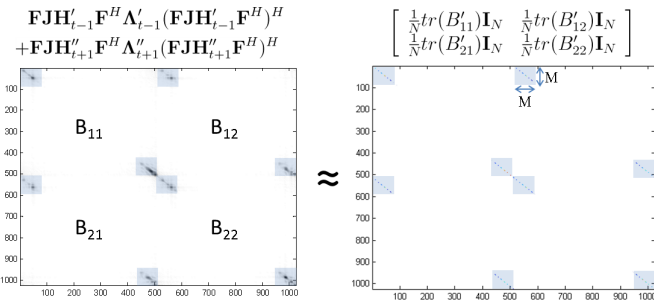 FJH'_{t-1}F^H Λ'_{t-1}(FJH'_{t-1}F^H)^H
+FJH''_{t+1}F^H Λ''_{t+1}(FJH''_{t+1}F^H)^H
[ 1/N tr(B'_{11})I_N 1/N tr(B'_{12})I_N ]
[ 1/N tr(B'_{21})I_N 1/N tr(B'_{22})I_N ]
100
200
300
400
500
600
700
800
900
1000
100 200 300 400 500 600 700 800 900 1000
B_{11} B_{12}
B_{21} B_{22}
≈
100
200
300
400
500
600
700
800
900
1000
100 200 300 400 500 600 700 800 900 1000
M
M